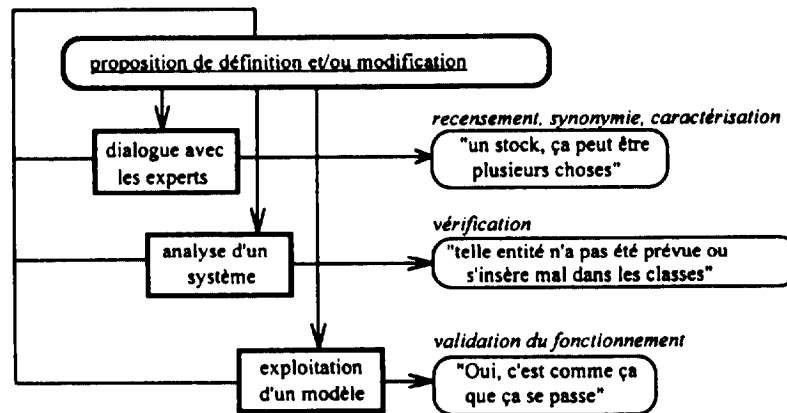 proposition de définition et/ou modification
recensement, synonymie, caractérisation
dialogue avec
les experts
"un stock, ça peut être
plusieurs choses"
vérification
analyse d'un
système
"telle entité n'a pas été prévue ou
s'insère mal dans les classes"
validation du fonctionnement
exploitation
d'un modèle
"Oui, c'est comme ça
que ça se passe"